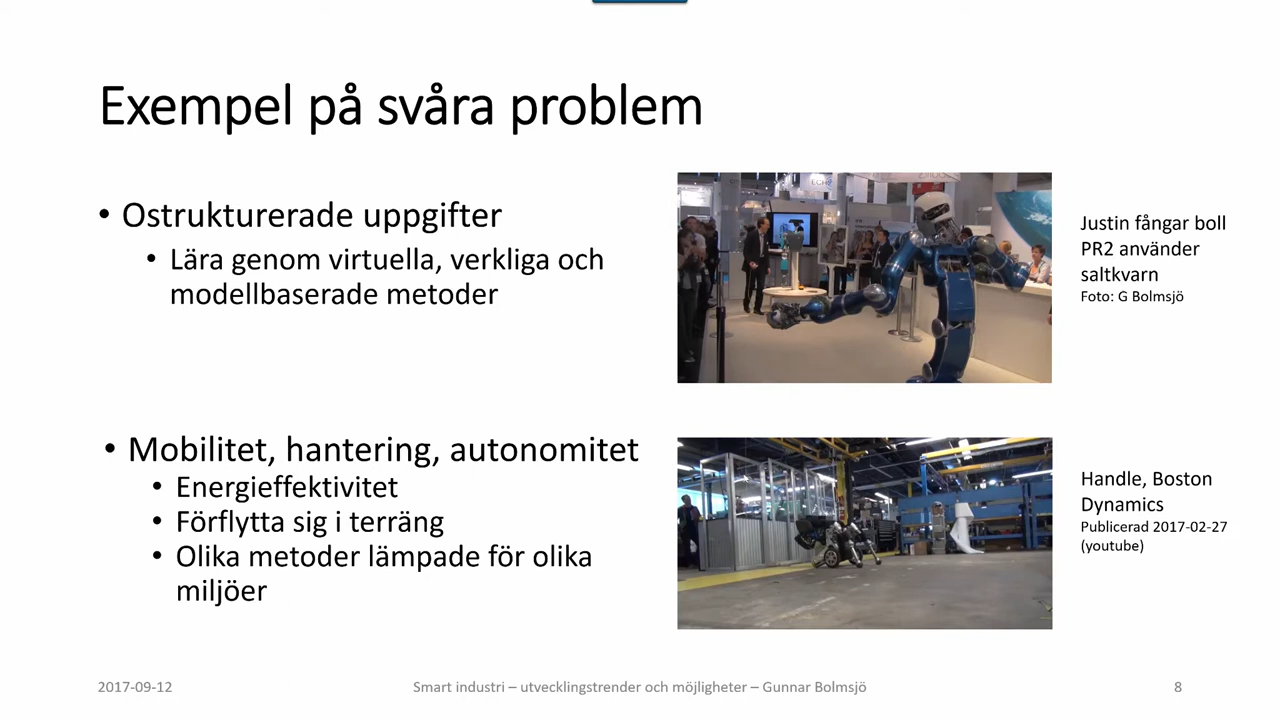 Exempel på svåra problem
• Ostrukturerade uppgifter
• Lära genom virtuella, verkliga och
modellbaserade metoder
Justin fångar boll
PR2 använder
saltkvarn
Foto: G Bolmsjö
• Mobilitet, hantering, autonomitet
• Energieffektivitet
• Förflytta sig i terräng
• Olika metoder lämpade för olika
miljöer
Handle, Boston
Dynamics
Publicerad 2017-02-27
(youtube)
2017-09-12
Smart industri – utvecklingstrender och möjligheter – Gunnar Bolmsjö
8